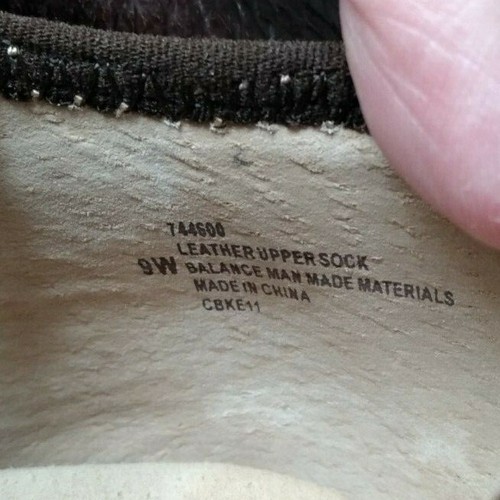 744600
LEATHER UPPER SOCK
9W BALANCE MAN MADE MATERIALS
MADE IN CHINA
CBKE11